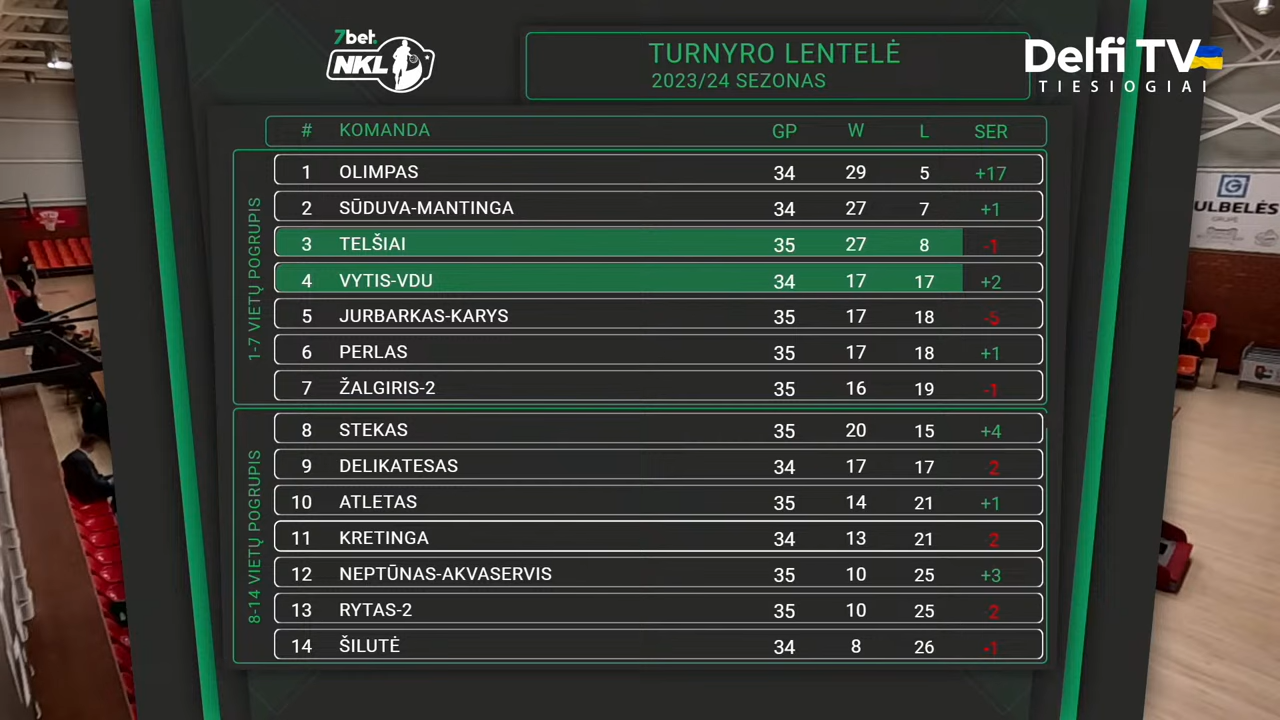 7bet.
NKL
TURNYRO LENTELĖ
2023/24 SEZONAS
Delfi TV
TIESIOGIAI
# KOMANDA GP W L SER
1-7 VIETŲ POGRUPIS
1 OLIMPAS 34 29 5 +17
2 SŪDUVA-MANTINGA 34 27 7 +1
3 TELŠIAI 35 27 8 -1
4 VYTIS-VDU 34 17 17 +2
5 JURBARKAS-KARYS 35 17 18 -5
6 PERLAS 35 17 18 +1
7 ŽALGIRIS-2 35 16 19 -1
8-14 VIETŲ POGRUPIS
8 STEKAS 35 20 15 +4
9 DELIKATESAS 34 17 17 -2
10 ATLETAS 35 14 21 +1
11 KRETINGA 34 13 21 -2
12 NEPTŪNAS-AKVASERVIS 35 10 25 +3
13 RYTAS-2 35 10 25 -2
14 ŠILUTĖ 34 8 26 -1
ULBELĖS
GRUPĖ